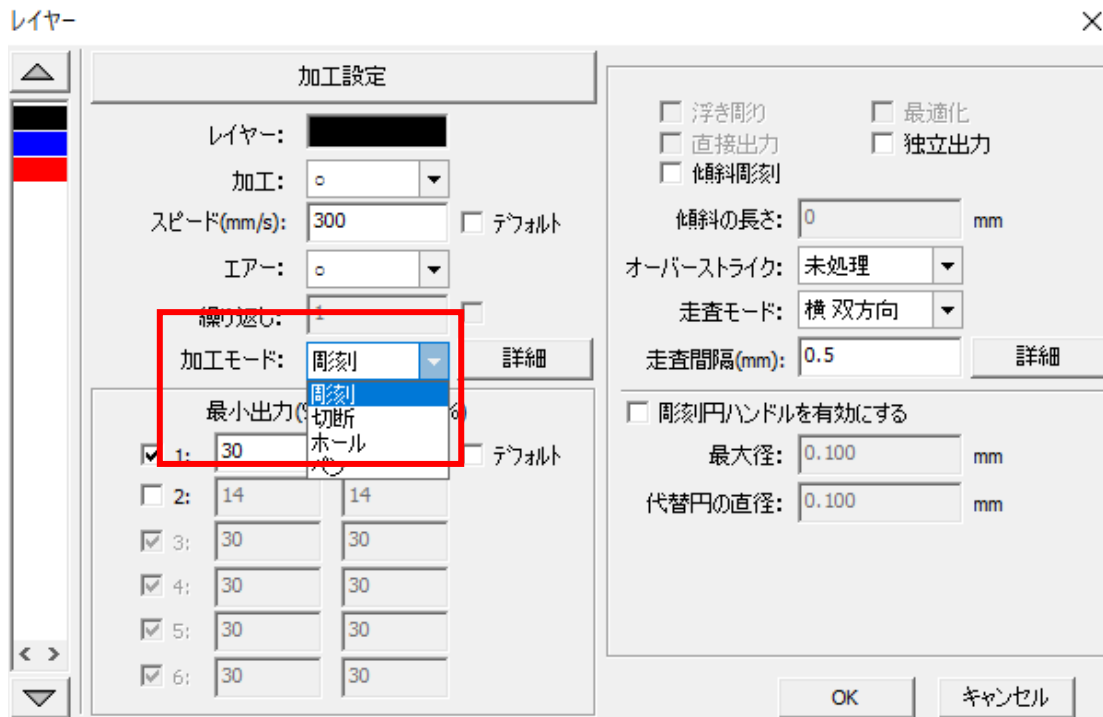 レイヤー
加工設定
レイヤー:
加工: ○
スピード(mm/s): 300 デフォルト
エアー: ○
繰り返し: 1
加工モード: 彫刻 詳細
彫刻
切断
ホール
ペン
最小出力( %)
1: 30 デフォルト
2: 14 14
3: 30 30
4: 30 30
5: 30 30
6: 30 30
浮き彫り 最適化
直接出力 独立出力
傾斜彫刻
傾斜の長さ: 0 mm
オーバーストライク: 未処理
走査モード: 横 双方向
走査間隔(mm): 0.5 詳細
彫刻円ハンドルを有効にする
最大径: 0.100 mm
代替円の直径: 0.100 mm
OK キャンセル